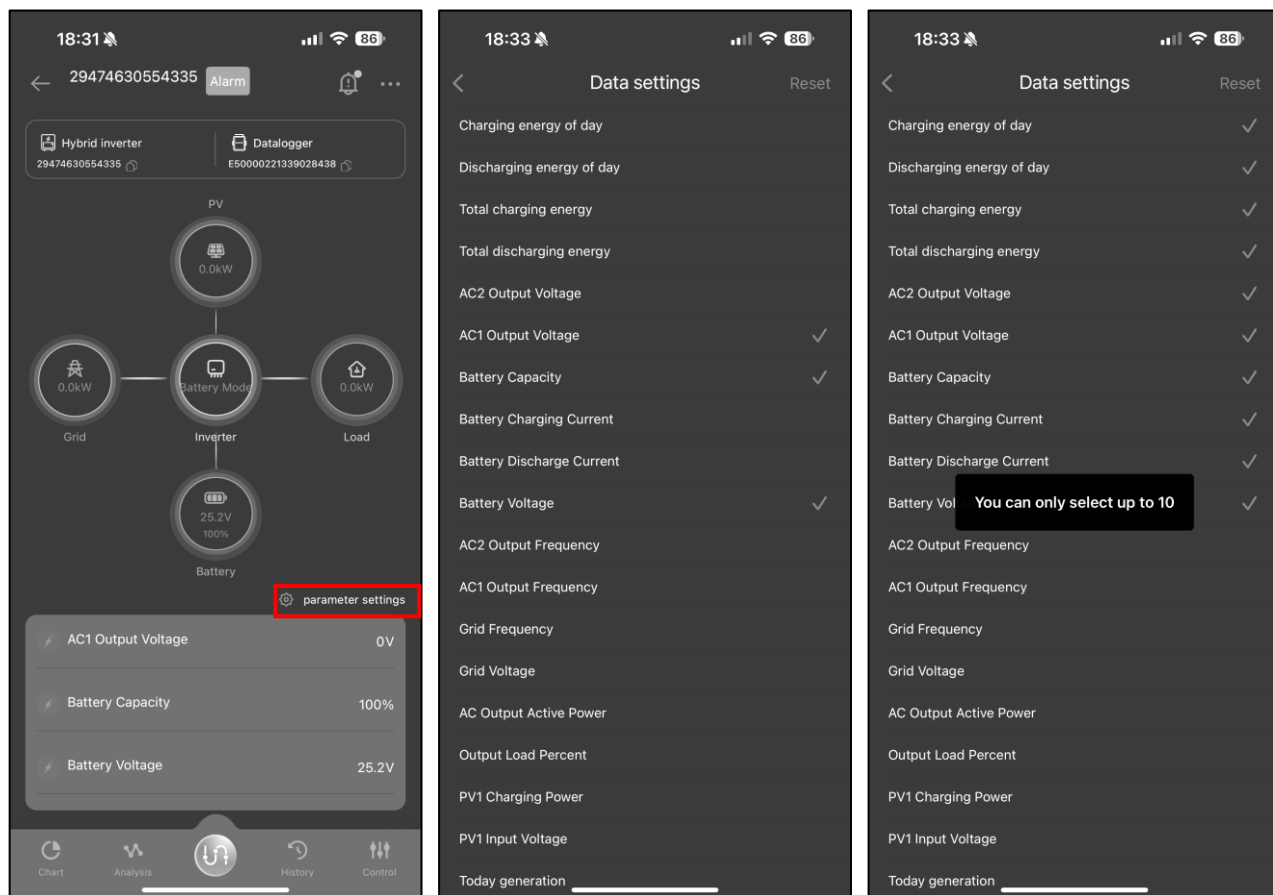 18:31
86
29474630554335
Alarm
Hybrid inverter
29474630554335
Datalogger
E50000221339028438
PV
0.0kW
0.0kW
Battery Mode
0.0kW
Grid
Inverter
Load
25.2V
100%
Battery
parameter settings
AC1 Output Voltage 0V
Battery Capacity 100%
Battery Voltage 25.2V
Chart
Analysis
History
Control
18:33
86
Data settings
Reset
Charging energy of day
Discharging energy of day
Total charging energy
Total discharging energy
AC2 Output Voltage
AC1 Output Voltage
Battery Capacity
Battery Charging Current
Battery Discharge Current
Battery Voltage
AC2 Output Frequency
AC1 Output Frequency
Grid Frequency
Grid Voltage
AC Output Active Power
Output Load Percent
PV1 Charging Power
PV1 Input Voltage
Today generation
18:33
86
Data settings
Reset
Charging energy of day
Discharging energy of day
Total charging energy
Total discharging energy
AC2 Output Voltage
AC1 Output Voltage
Battery Capacity
Battery Charging Current
Battery Discharge Current
Battery Vol
You can only select up to 10
AC2 Output Frequency
AC1 Output Frequency
Grid Frequency
Grid Voltage
AC Output Active Power
Output Load Percent
PV1 Charging Power
PV1 Input Voltage
Today generation